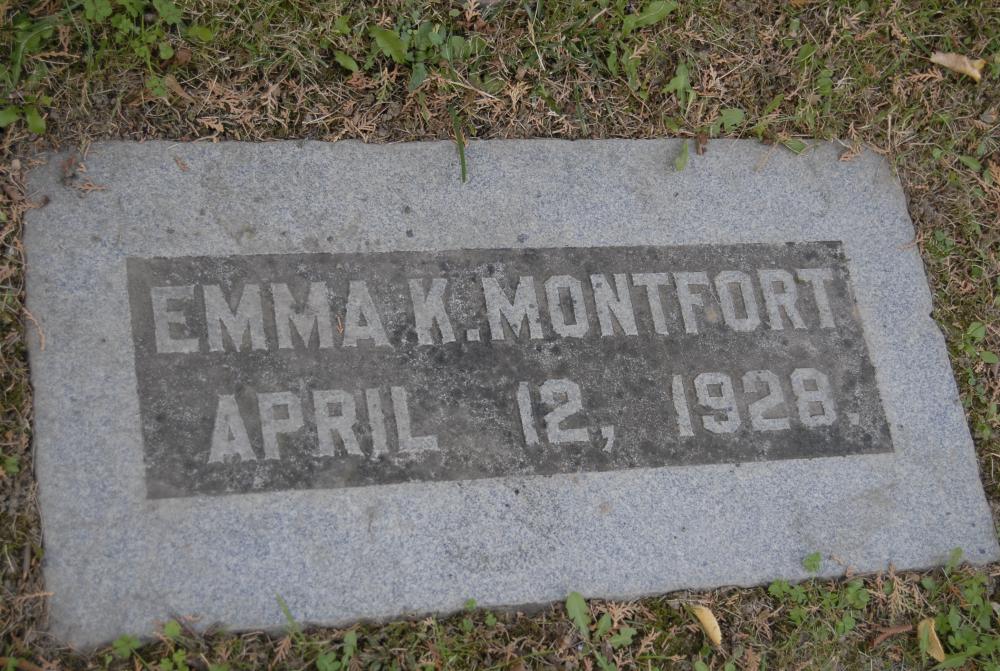 EMMA K. MONTFORT
APRIL 12, 1928.